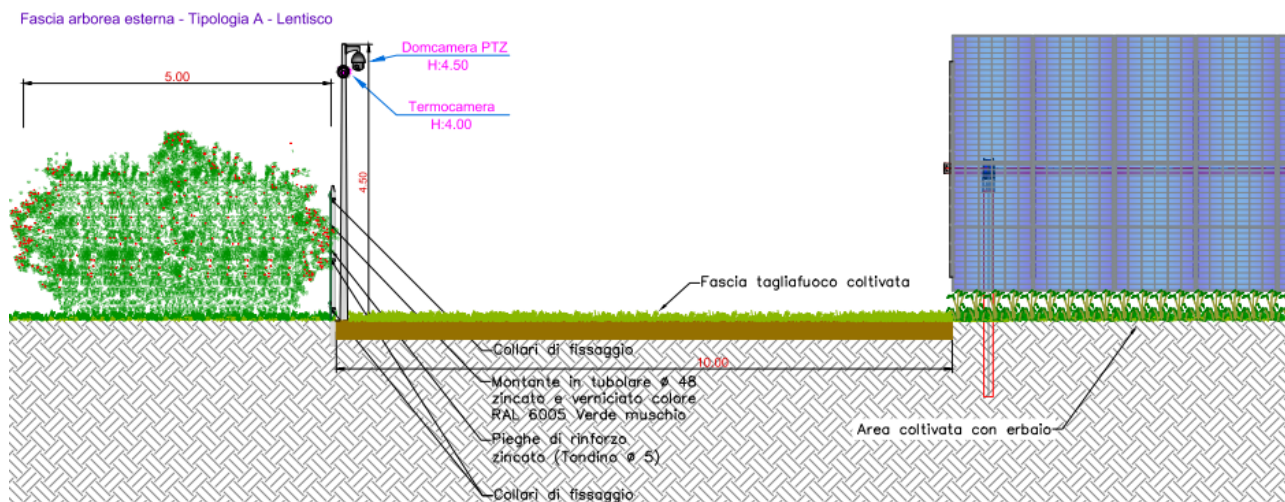 Fascia arborea esterna - Tipologia A - Lentisco
Domcamera PTZ
H:4.50
5.00
Termocamera
H:4.00
4.50
Fascia tagliafuoco coltivata
Collari di fissaggio
10.00
Montante in tubolare ø 48
zincato e verniciato colore
RAL 6005 Verde muschio
Area coltivata con erbaio
Pieghe di rinforzo
zincato (Tondino ø 5)
Collari di fissaggio